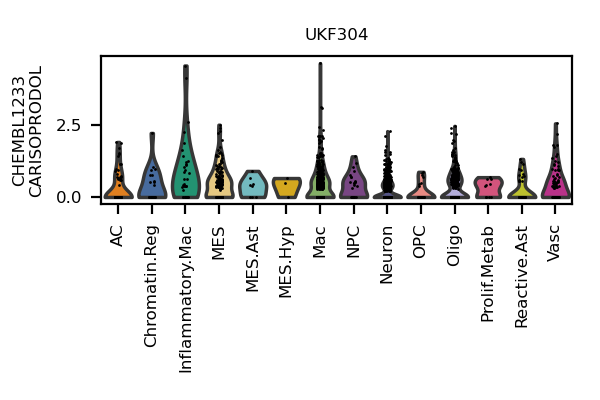 UKF304
CHEMBL1233
CARISOPRODOL
2.5
0.0
AC
Chromatin.Reg
Inflammatory.Mac
MES
MES.Ast
MES.Hyp
Mac
NPC
Neuron
OPC
Oligo
Prolif.Metab
Reactive.Ast
Vasc